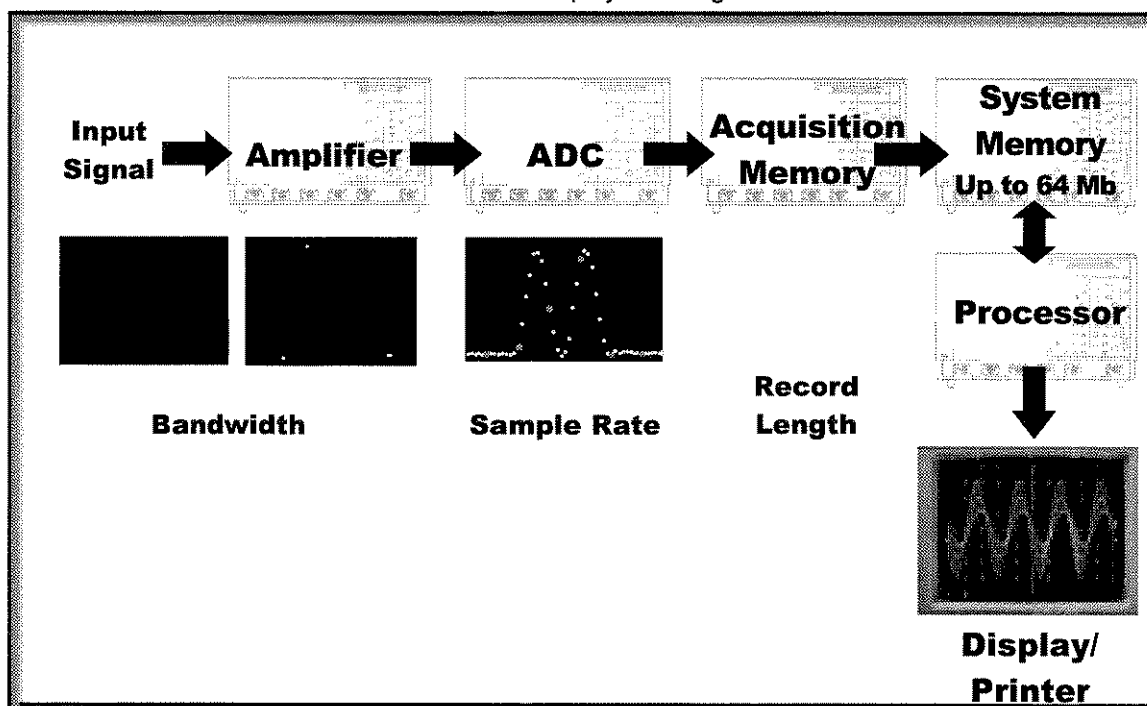 Input
Signal
Amplifier
ADC
Acquisition
Memory
System
Memory
Up to 64 Mb
Processor
Bandwidth
Sample Rate
Record
Length
Display/
Printer